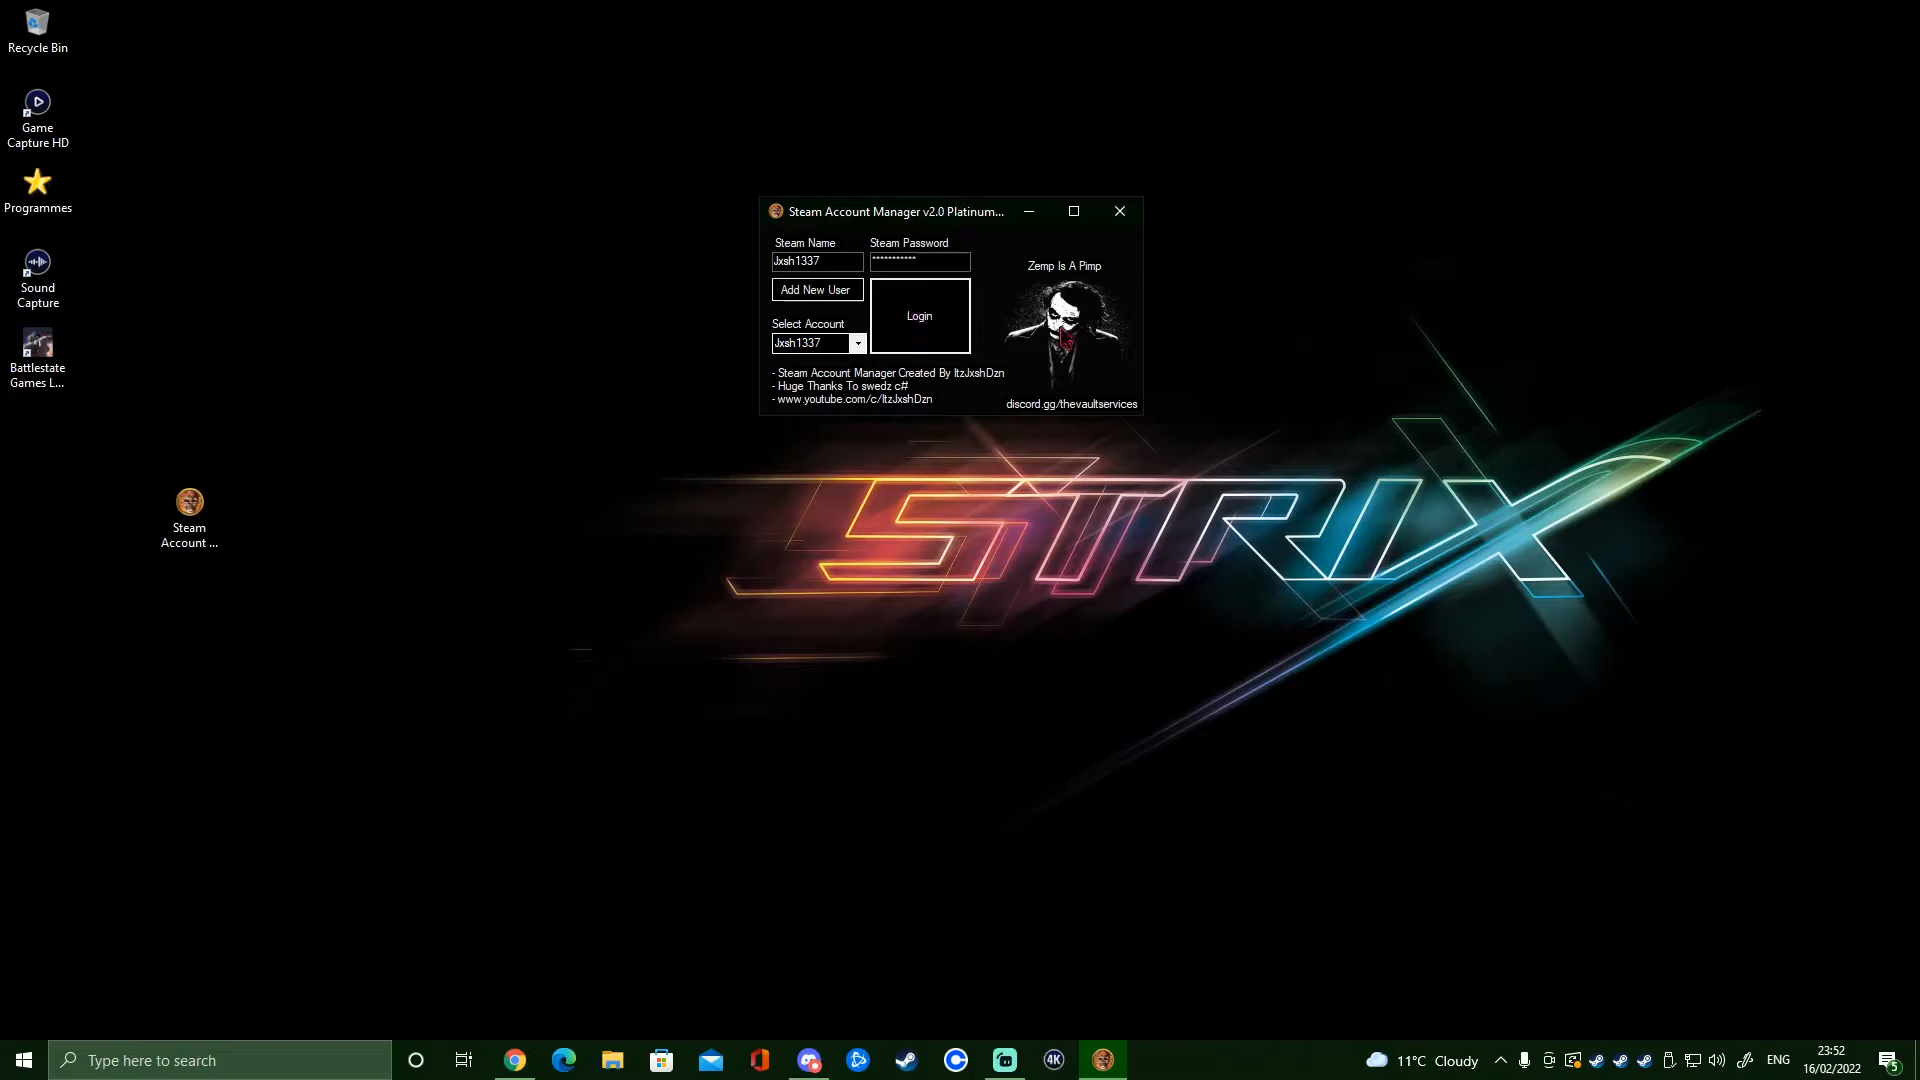 Recycle Bin
Game
Capture HD
Programmes
Sound
Capture
Battlestate
Games L...
Steam
Account ...
Steam Account Manager v2.0 Platinum...
Steam Name
Steam Password
Jxsh1337
***********
Add New User
Login
Select Account
Jxsh1337
Zemp Is A Pimp
- Steam Account Manager Created By ItzJxshDzn
- Huge Thanks To swedz c#
- www.youtube.com/c/ItzJxshDzn
discord.gg/thevaultservices
STRIX
Type here to search
4K
11°C Cloudy
ENG
23:52
16/02/2022
5